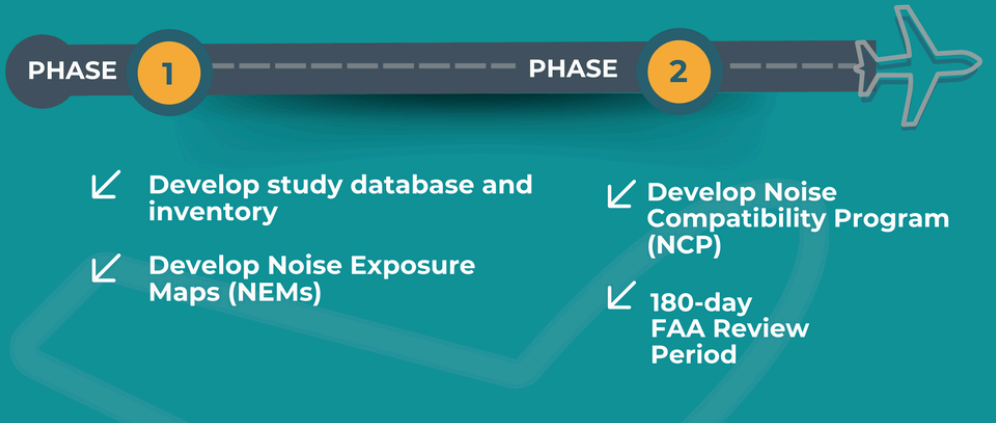 PHASE 1
PHASE 2
Develop study database and
inventory
Develop Noise Exposure
Maps (NEMs)
Develop Noise
Compatibility Program
(NCP)
180-day
FAA Review
Period